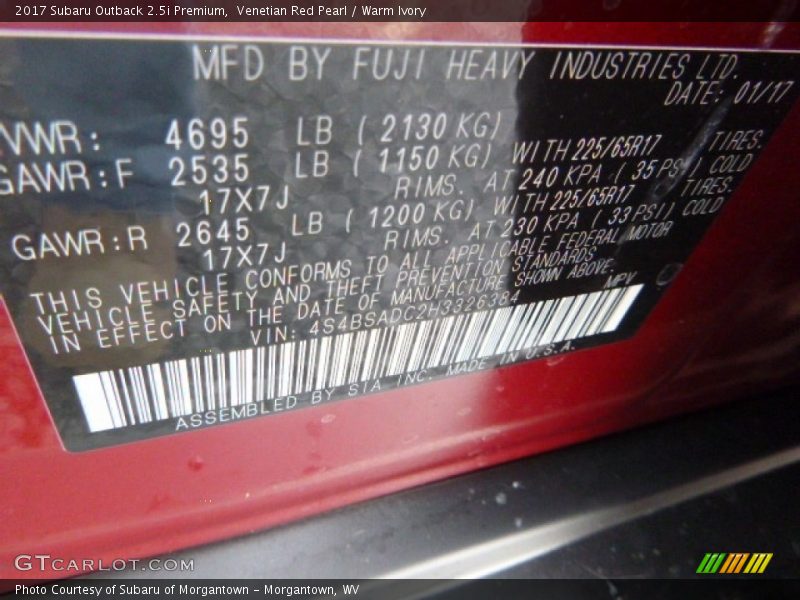 2017 Subaru Outback 2.5i Premium,  Venetian Red Pearl / Warm Ivory
MFD BY FUJI HEAVY INDUSTRIES LTD.
DATE: 01/17
VWR: 4695 LB (2130 KG)
GAWR:F 2535 LB (1150 KG) WITH 225/65R17 TIRES.
17X7J RIMS. AT 240 KPA (35 PSI) COLD
GAWR:R 2645 LB (1200 KG) WITH 225/65R17 TIRES.
17X7J RIMS. AT 230 KPA (33 PSI) COLD
THIS VEHICLE CONFORMS TO ALL APPLICABLE FEDERAL MOTOR
VEHICLE SAFETY AND THEFT PREVENTION STANDARDS
IN EFFECT ON THE DATE OF MANUFACTURE SHOWN ABOVE.
VIN: 4S4BSADC2H3326384 MPV
ASSEMBLED BY SIA INC. MADE IN U.S.A.
GTCARLOT.COM
Photo Courtesy of Subaru of Morgantown - Morgantown, WV